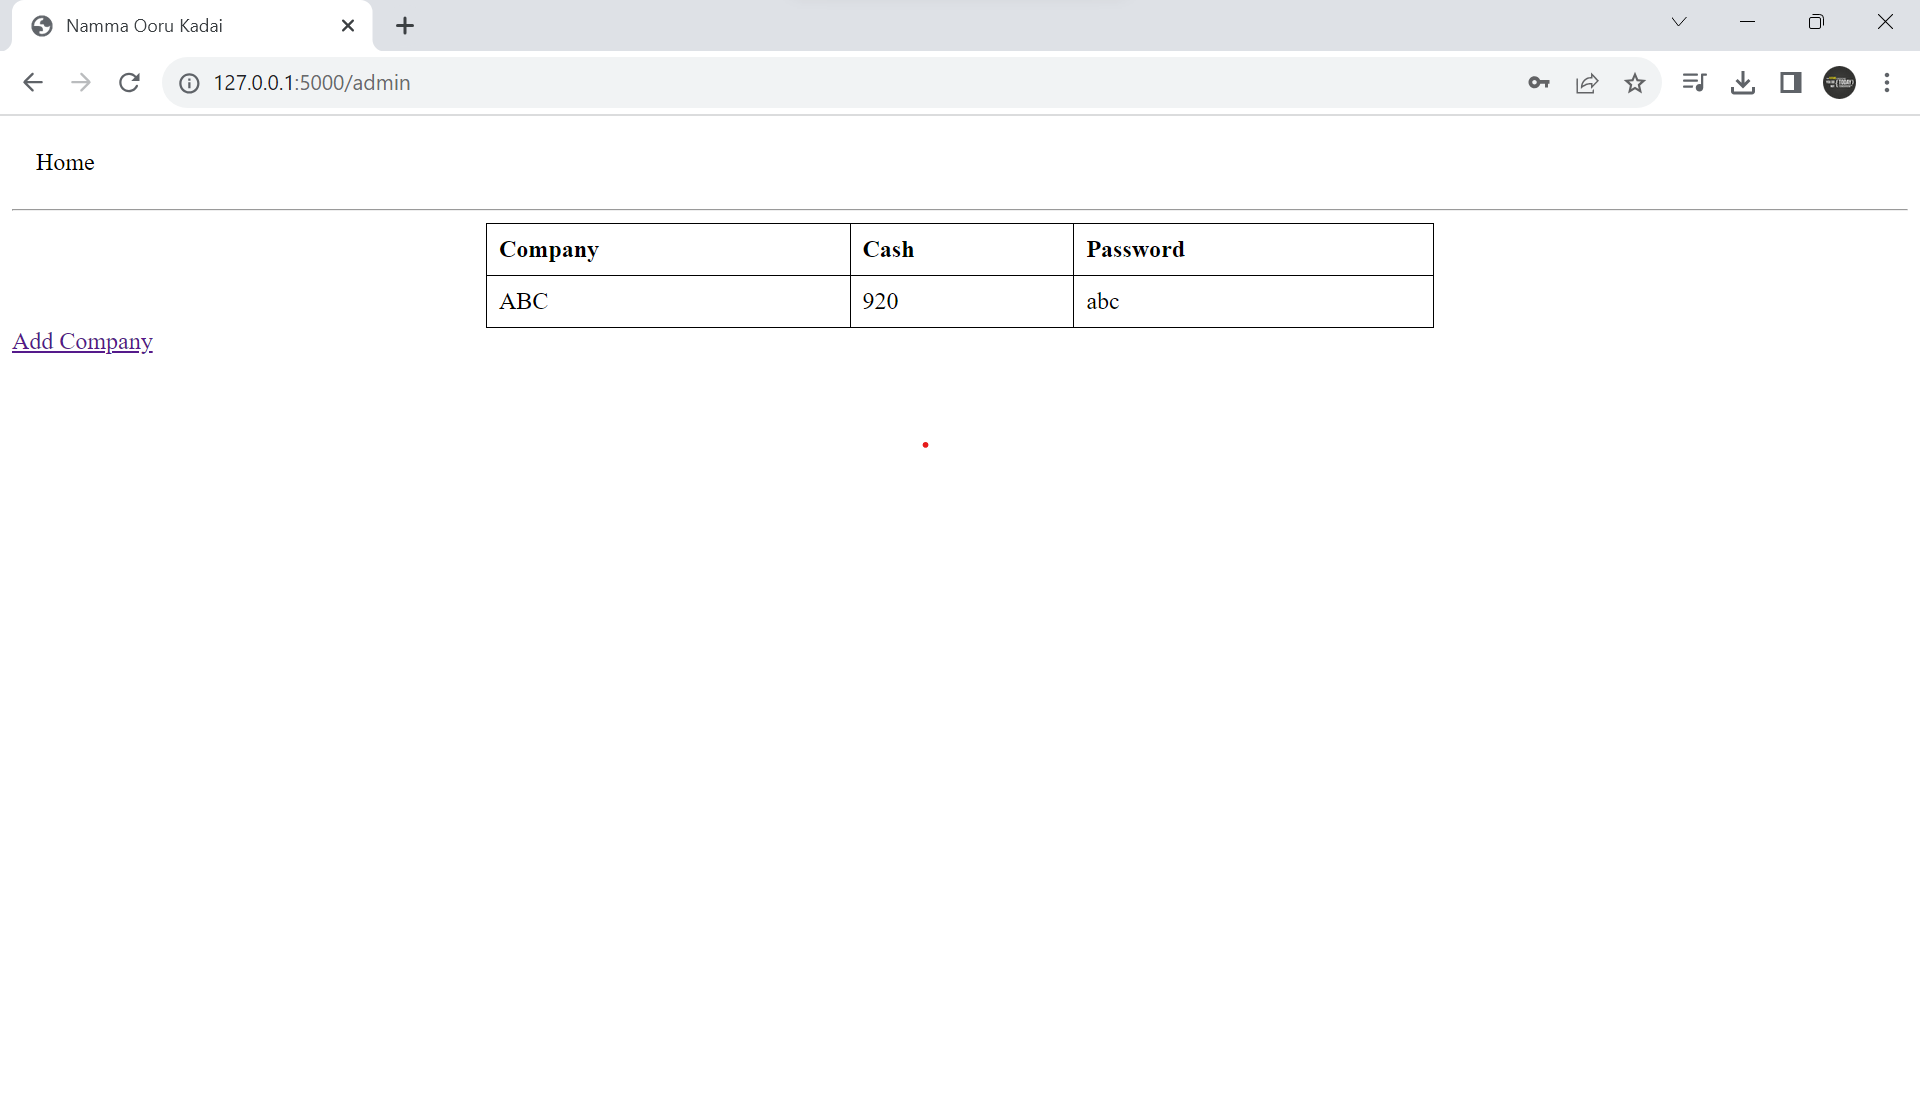 Namma Ooru Kadai
127.0.0.1:5000/admin
Home
Company Cash Password
ABC 920 abc
Add Company